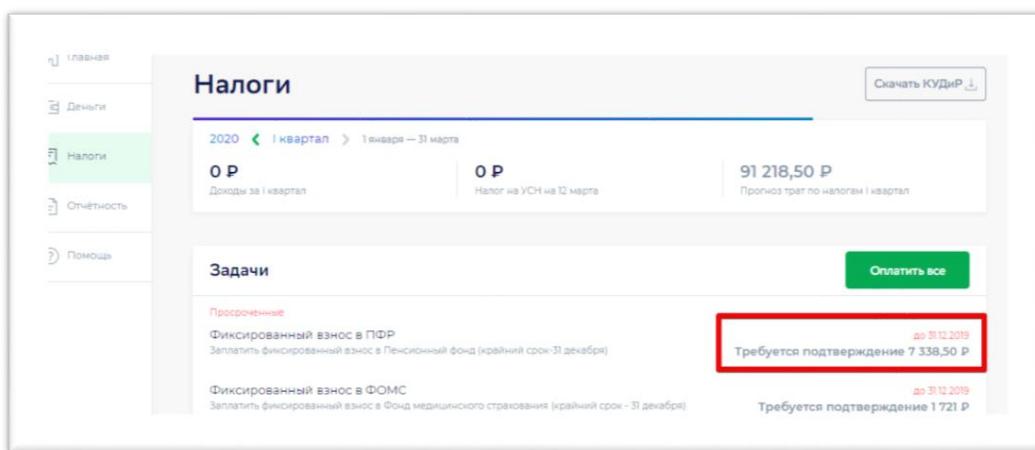 Главная
Деньги
Налоги
Отчётность
Помощь
Налоги
Скачать КУДиР
2020 I квартал 1 января — 31 марта
0 ₽
Доходы за I квартал
0 ₽
Налог на УСН на 12 марта
91 218,50 ₽
Прогноз трат по налогам I квартал
Задачи
Оплатить все
Просроченные
Фиксированный взнос в ПФР
Заплатить фиксированный взнос в Пенсионный фонд (крайний срок-31 декабря)
до 31.12.2019
Требуется подтверждение 7 338,50 ₽
Фиксированный взнос в ФОМС
Заплатить фиксированный взнос в Фонд медицинского страхования (крайний срок - 31 декабря)
до 31.12.2019
Требуется подтверждение 1 721 ₽